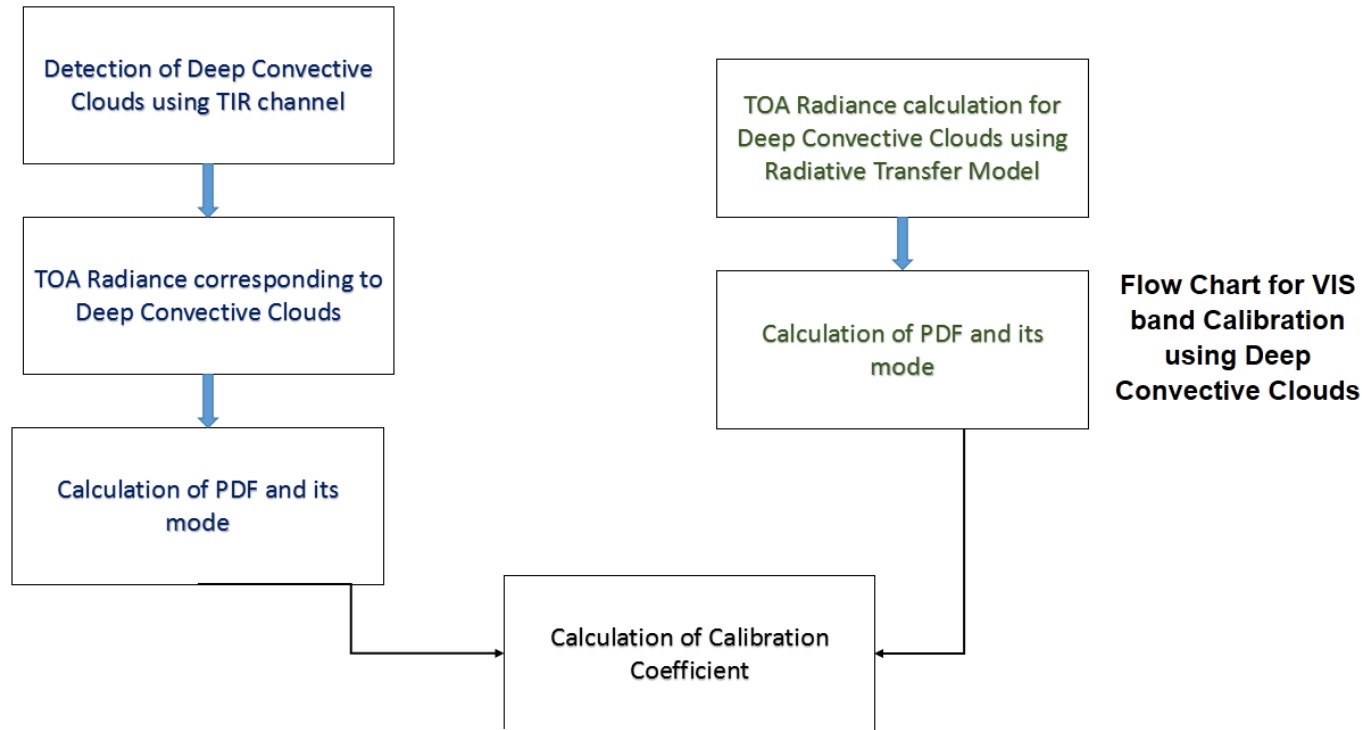 Detection of Deep Convective
Clouds using TIR channel
TOA Radiance corresponding to
Deep Convective Clouds
Calculation of PDF and its
mode
TOA Radiance calculation for
Deep Convective Clouds using
Radiative Transfer Model
Calculation of PDF and its
mode
Flow Chart for VIS
band Calibration
using Deep
Convective Clouds
Calculation of Calibration
Coefficient